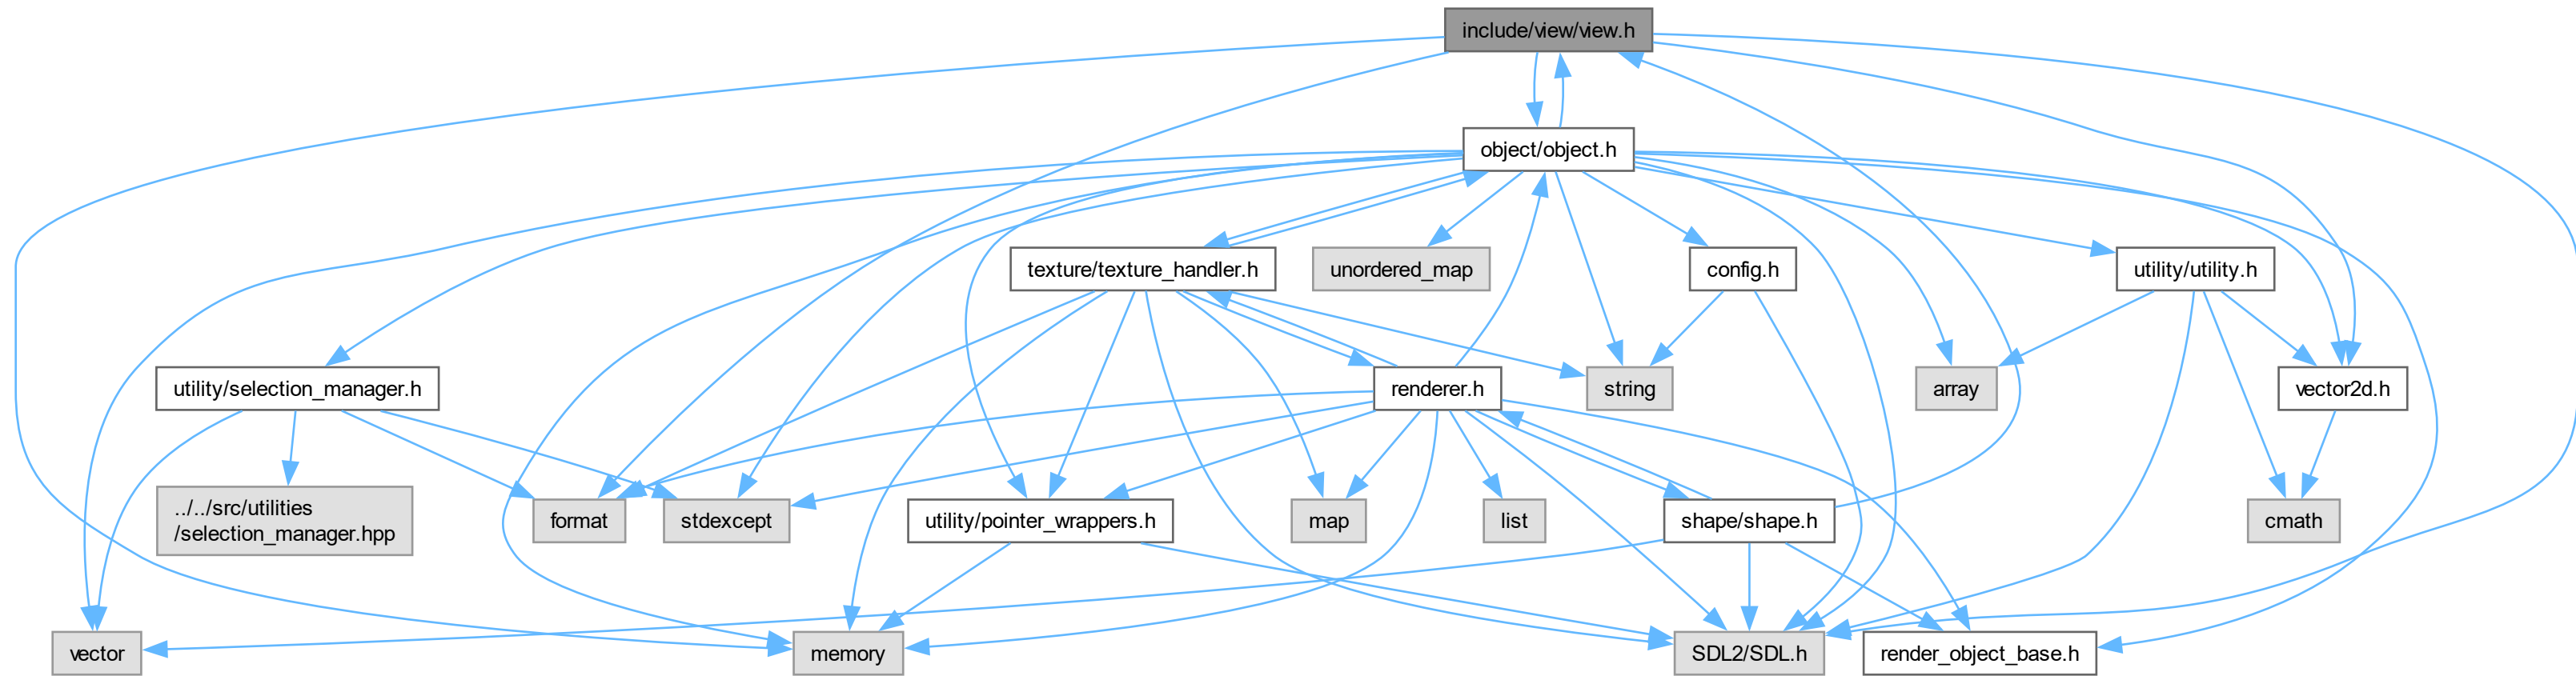 include/view/view.h
object/object.h
texture/texture_handler.h
unordered_map
config.h
utility/utility.h
utility/selection_manager.h
renderer.h
string
array
vector2d.h
../../src/utilities
/selection_manager.hpp
format
stdexcept
utility/pointer_wrappers.h
map
list
shape/shape.h
cmath
vector
memory
SDL2/SDL.h
render_object_base.h